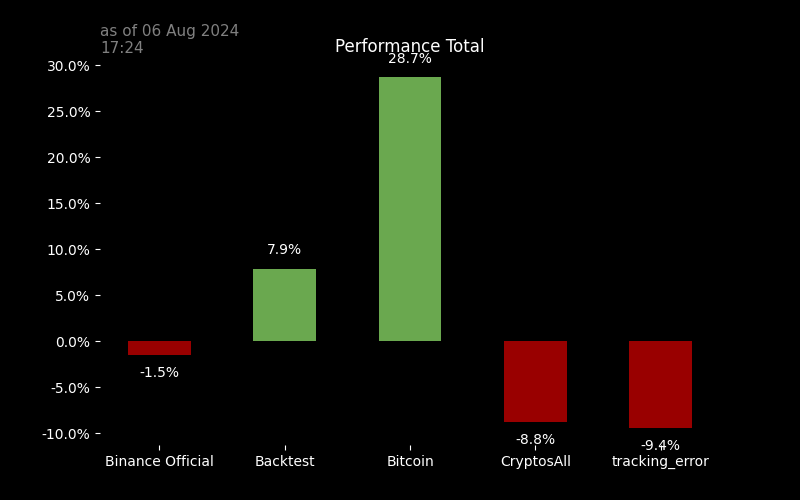 as of 06 Aug 2024
17:24
Performance Total
30.0%
25.0%
20.0%
15.0%
10.0%
5.0%
0.0%
-5.0%
-10.0%
28.7%
7.9%
-1.5%
-8.8%
-9.4%
Binance Official
Backtest
Bitcoin
CryptosAll
tracking_error